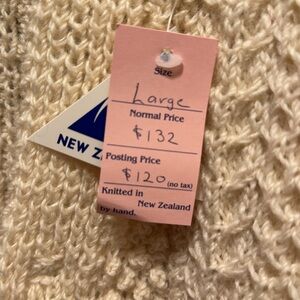 Size
Large
Normal Price
$132
NEW Z
Posting Price
$120 (no tax)
Knitted in
New Zealand
by hand.